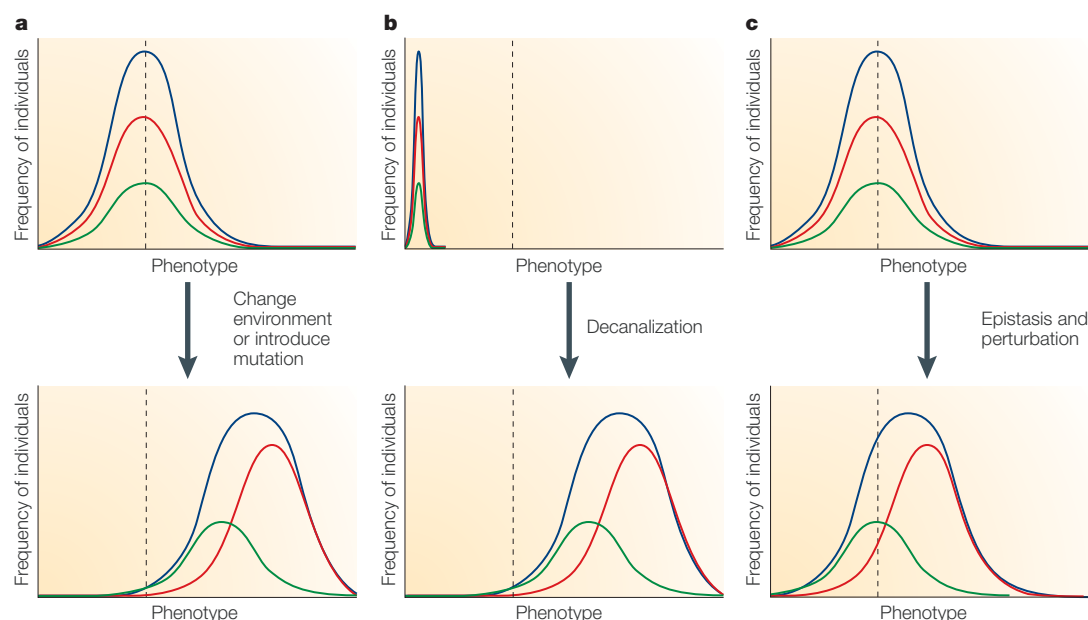 a
Frequency of individuals
Phenotype
Change
environment
or introduce
mutation
Frequency of individuals
Phenotype
b
Frequency of individuals
Phenotype
Decanalization
Frequency of individuals
Phenotype
c
Frequency of individuals
Phenotype
Epistasis and
perturbation
Frequency of individuals
Phenotype